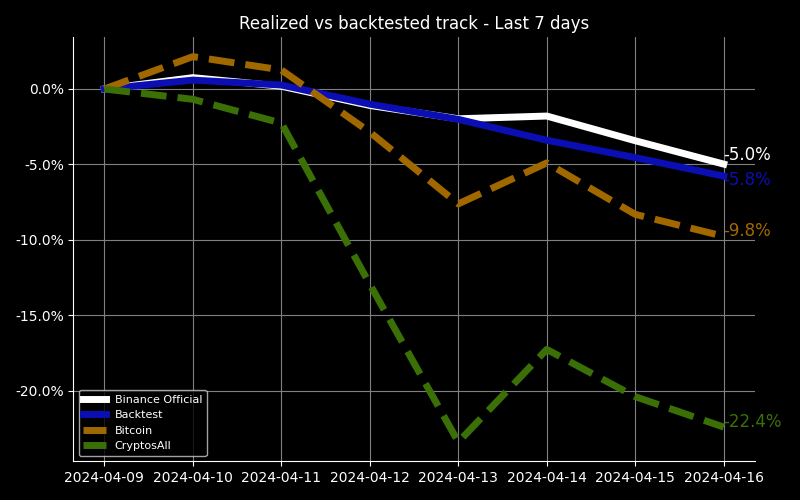 Realized vs backtested track - Last 7 days
0.0%
-5.0%
-10.0%
-15.0%
-20.0%
-5.0%
-5.8%
-9.8%
-22.4%
Binance Official
Backtest
Bitcoin
CryptosAll
2024-04-09 2024-04-10 2024-04-11 2024-04-12 2024-04-13 2024-04-14 2024-04-15 2024-04-16